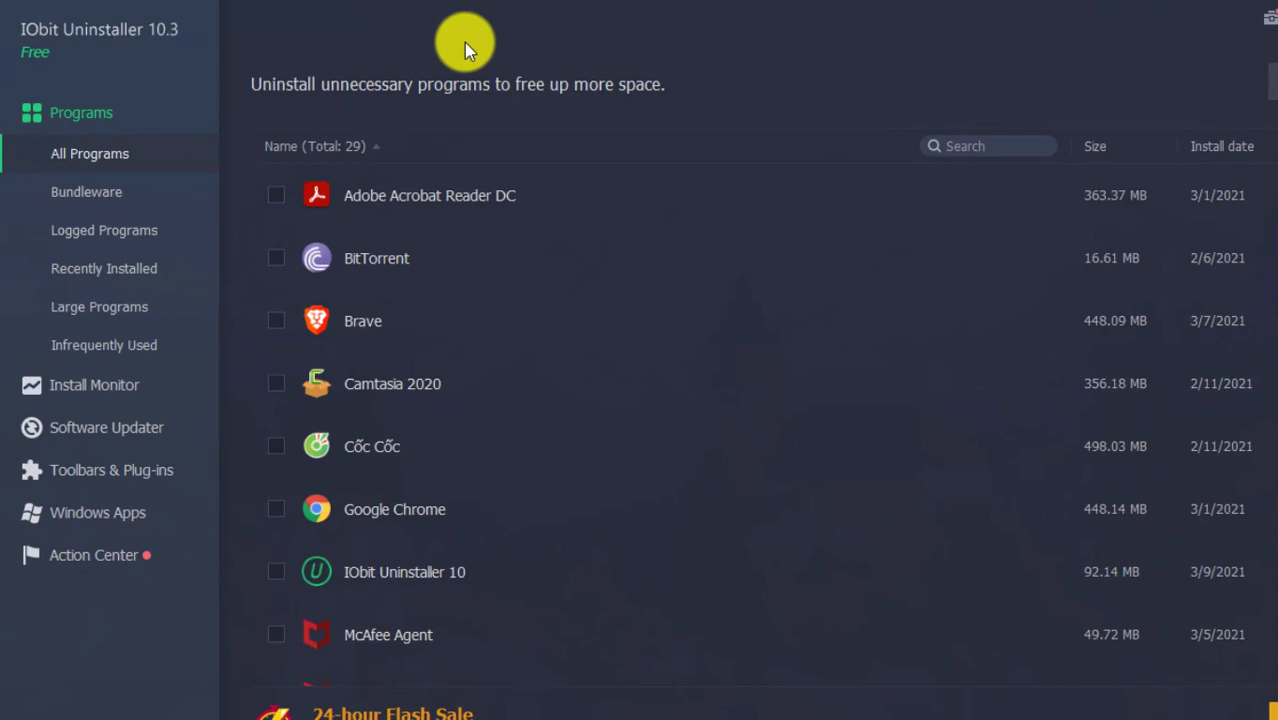 IObit Uninstaller 10.3
Free
Uninstall unnecessary programs to free up more space.
Programs
All Programs
Bundleware
Logged Programs
Recently Installed
Large Programs
Infrequently Used
Install Monitor
Software Updater
Toolbars & Plug-ins
Windows Apps
Action Center
Name (Total: 29) Search Size Install date
Adobe Acrobat Reader DC 363.37 MB 3/1/2021
BitTorrent 16.61 MB 2/6/2021
Brave 448.09 MB 3/7/2021
Camtasia 2020 356.18 MB 2/11/2021
Cốc Cốc 498.03 MB 2/11/2021
Google Chrome 448.14 MB 3/1/2021
IObit Uninstaller 10 92.14 MB 3/9/2021
McAfee Agent 49.72 MB 3/5/2021
24-hour Flash Sale